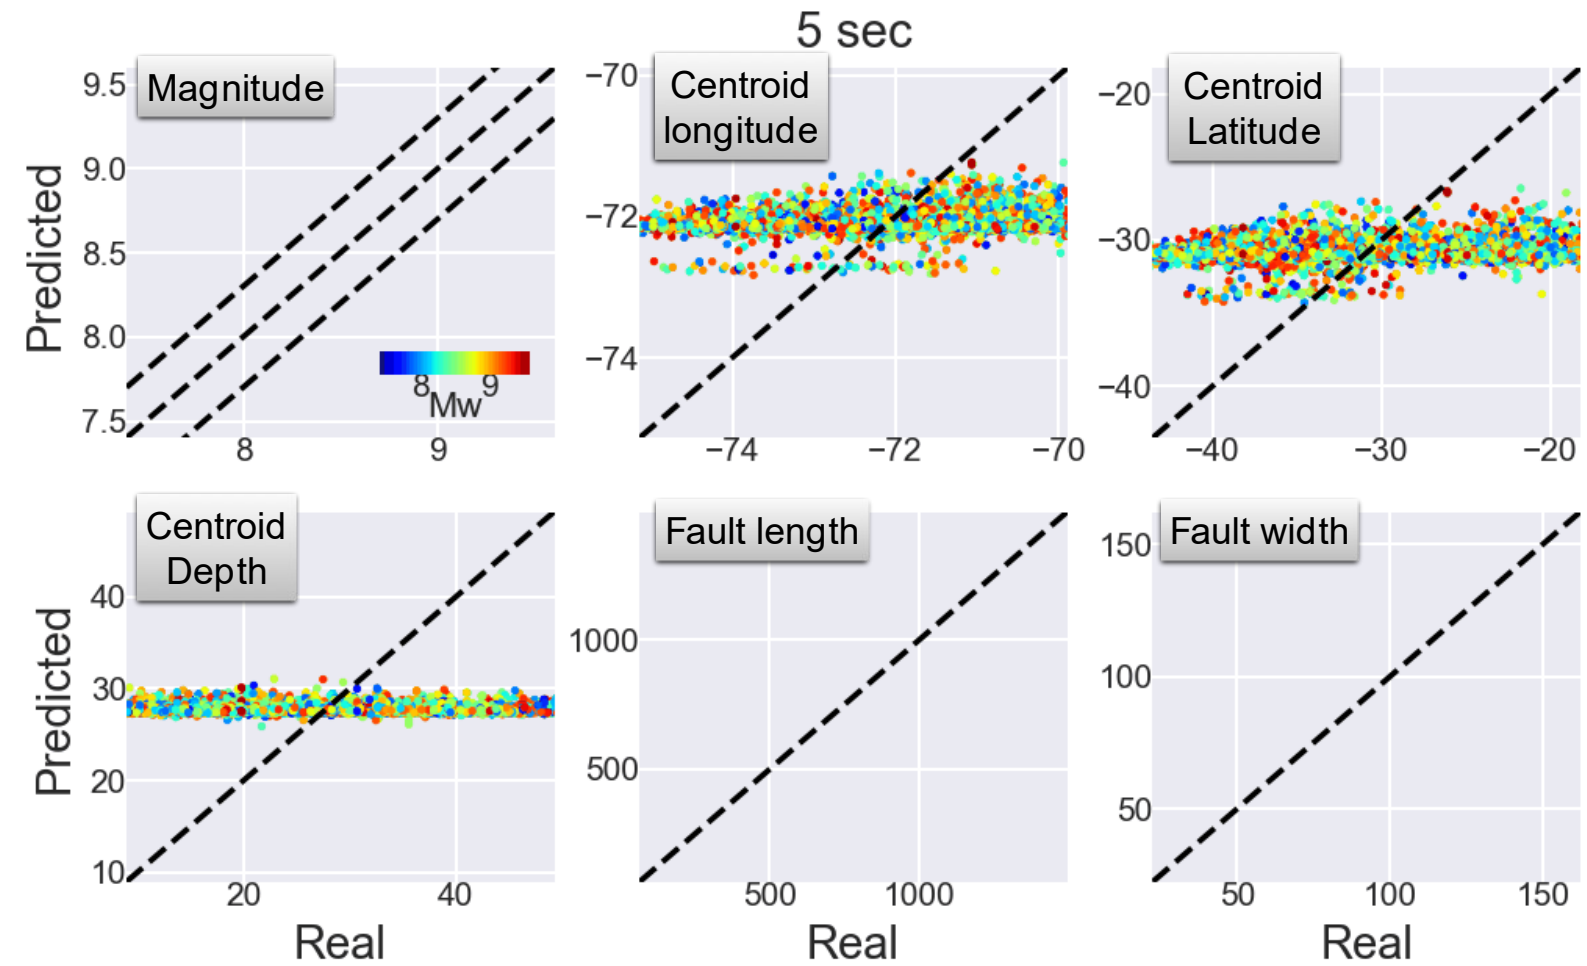 5 sec
Magnitude
Predicted
9.5
9.0
8.5
8.0
7.5
8
9
8
9
Mw
Centroid
longitude
−70
−72
−74
−74
−72
−70
Centroid
Latitude
−20
−30
−40
−40
−30
−20
Centroid
Depth
Predicted
40
30
20
10
20
40
Real
Fault length
1000
500
500
1000
Real
Fault width
150
100
50
50
100
150
Real